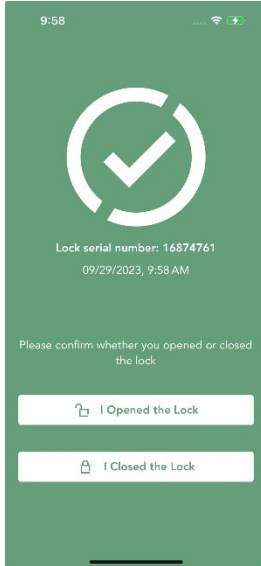 9:58
Lock serial number: 16874761
09/29/2023, 9:58 AM
Please confirm whether you opened or closed
the lock
I Opened the Lock
I Closed the Lock